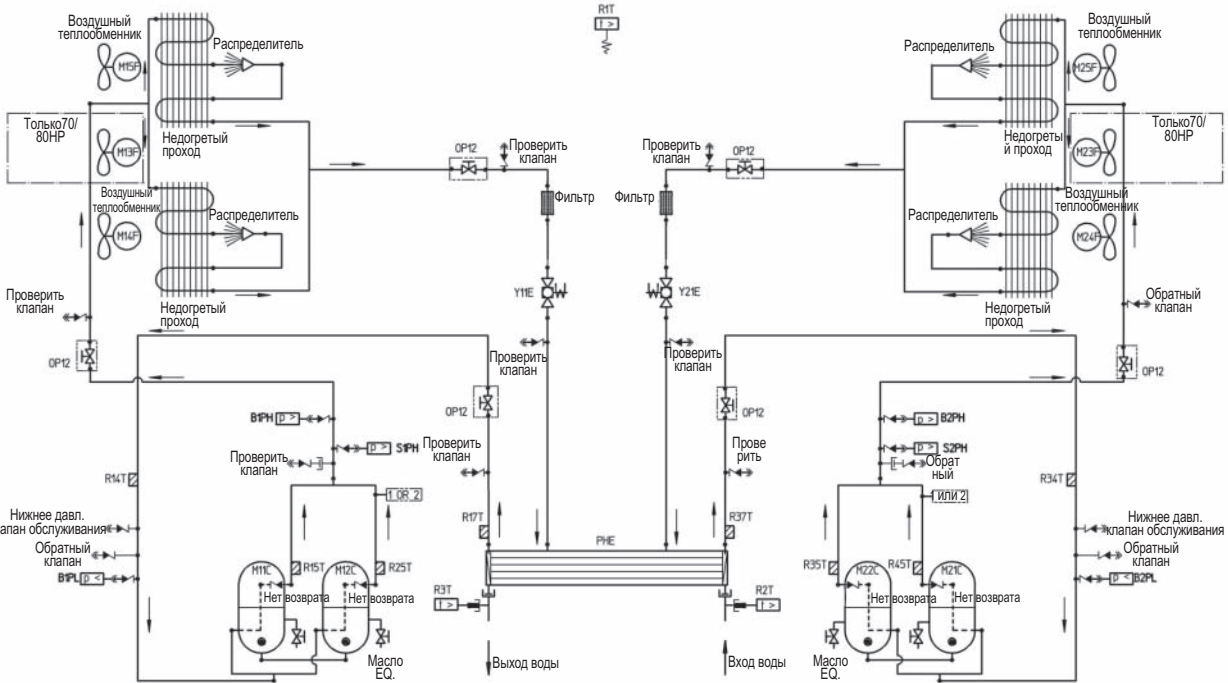 R1T
t >
Воздушный
теплообменник
M15F
Распределитель
Только70/
80HP
M13F
Недогретый
проход
Воздушный
теплообменник
M14F
Распределитель
Недогретый
проход
Проверить
клапан
OP12
OP12
Проверить
клапан
Фильтр
Y11E
Проверить
клапан
Воздушный
теплообменник
M25F
Распределитель
Только70/
80HP
M23F
Недогреты
й проход
Воздушный
теплообменник
M24F
Распределитель
Недогретый
проход
Проверить
клапан
OP12
Фильтр
Y21E
Проверить
клапан
Обратный
клапан
OP12
OP12
OP12
B1PH
p >
S1PH
p >
Проверить
клапан
Проверить
клапан
R14T
1_OR_2
Нижнее давл.
клапан обслуживания
Обратный
клапан
B1PL
p <
R17T
M11C
R15T
Нет возврата
M12C
R25T
Нет возврата
Масло
EQ.
PHE
R3T
t >
Выход воды
R37T
R2T
t >
Вход воды
Прове
рить
B2PH
p >
S2PH
p >
Обрат
ный
1 ИЛИ 2
R34T
Нижнее давл.
клапан обслуживания
Обратный
клапан
B2PL
p <
R35T
M22C
Нет возврата
R45T
M21C
Нет возврата
Масло
EQ.